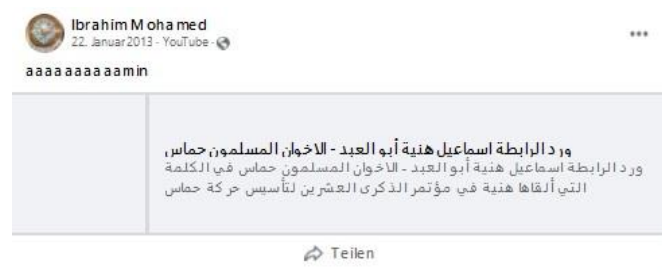 Ibrahim Mohamed
22. Januar 2013 · YouTube ·
aaaaaaaaaamin
ورد الرابطة اسماعيل هنية أبو العبد - الاخوان المسلمون حماس
ورد الرابطة اسماعيل هنية أبو العبد - الاخوان المسلمون حماس في الكلمة
التي ألقاها هنية في مؤتمر الذكرى العشرين لتأسيس حركة حماس
Teilen